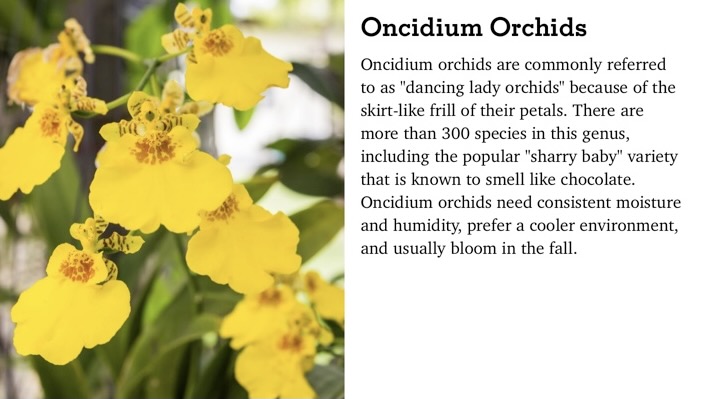 Oncidium Orchids
Oncidium orchids are commonly referred
to as "dancing lady orchids" because of the
skirt-like frill of their petals. There are
more than 300 species in this genus,
including the popular "sharry baby" variety
that is known to smell like chocolate.
Oncidium orchids need consistent moisture
and humidity, prefer a cooler environment,
and usually bloom in the fall.